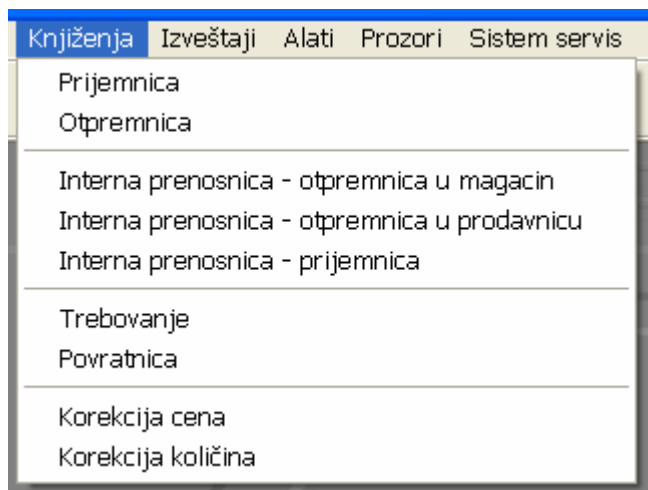 Knjiženja Izveštaji Alati Prozori Sistem servis
Prijemnica
Otpremnica
Interna prenosnica - otpremnica u magacin
Interna prenosnica - otpremnica u prodavnicu
Interna prenosnica - prijemnica
Trebovanje
Povratnica
Korekcija cena
Korekcija količina